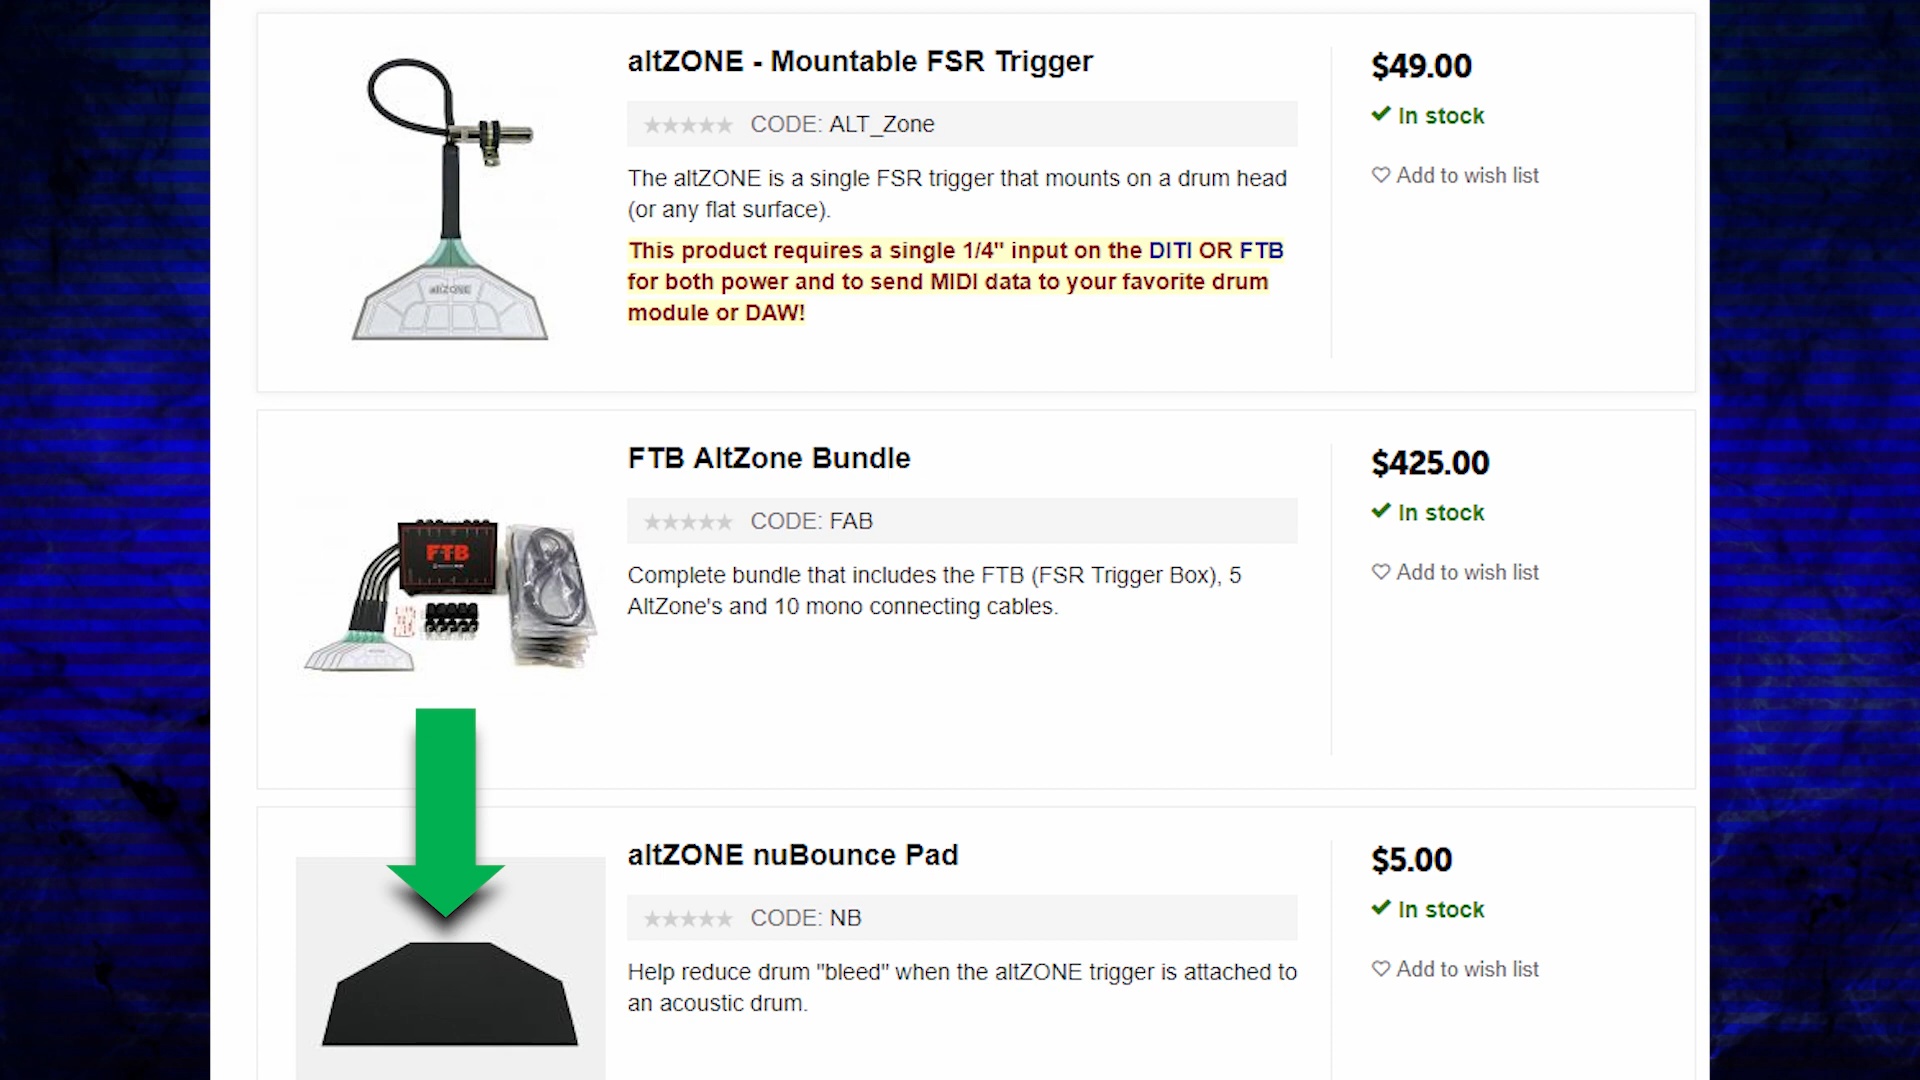 altZONE - Mountable FSR Trigger
$49.00
CODE: ALT_Zone
In stock
Add to wish list
The altZONE is a single FSR trigger that mounts on a drum head
(or any flat surface).
This product requires a single 1/4" input on the DITI OR FTB
for both power and to send MIDI data to your favorite drum
module or DAW!
altZONE
FTB AltZone Bundle
$425.00
CODE: FAB
In stock
Add to wish list
Complete bundle that includes the FTB (FSR Trigger Box), 5
AltZone's and 10 mono connecting cables.
FTB
altZONE nuBounce Pad
$5.00
CODE: NB
In stock
Add to wish list
Help reduce drum "bleed" when the altZONE trigger is attached to
an acoustic drum.